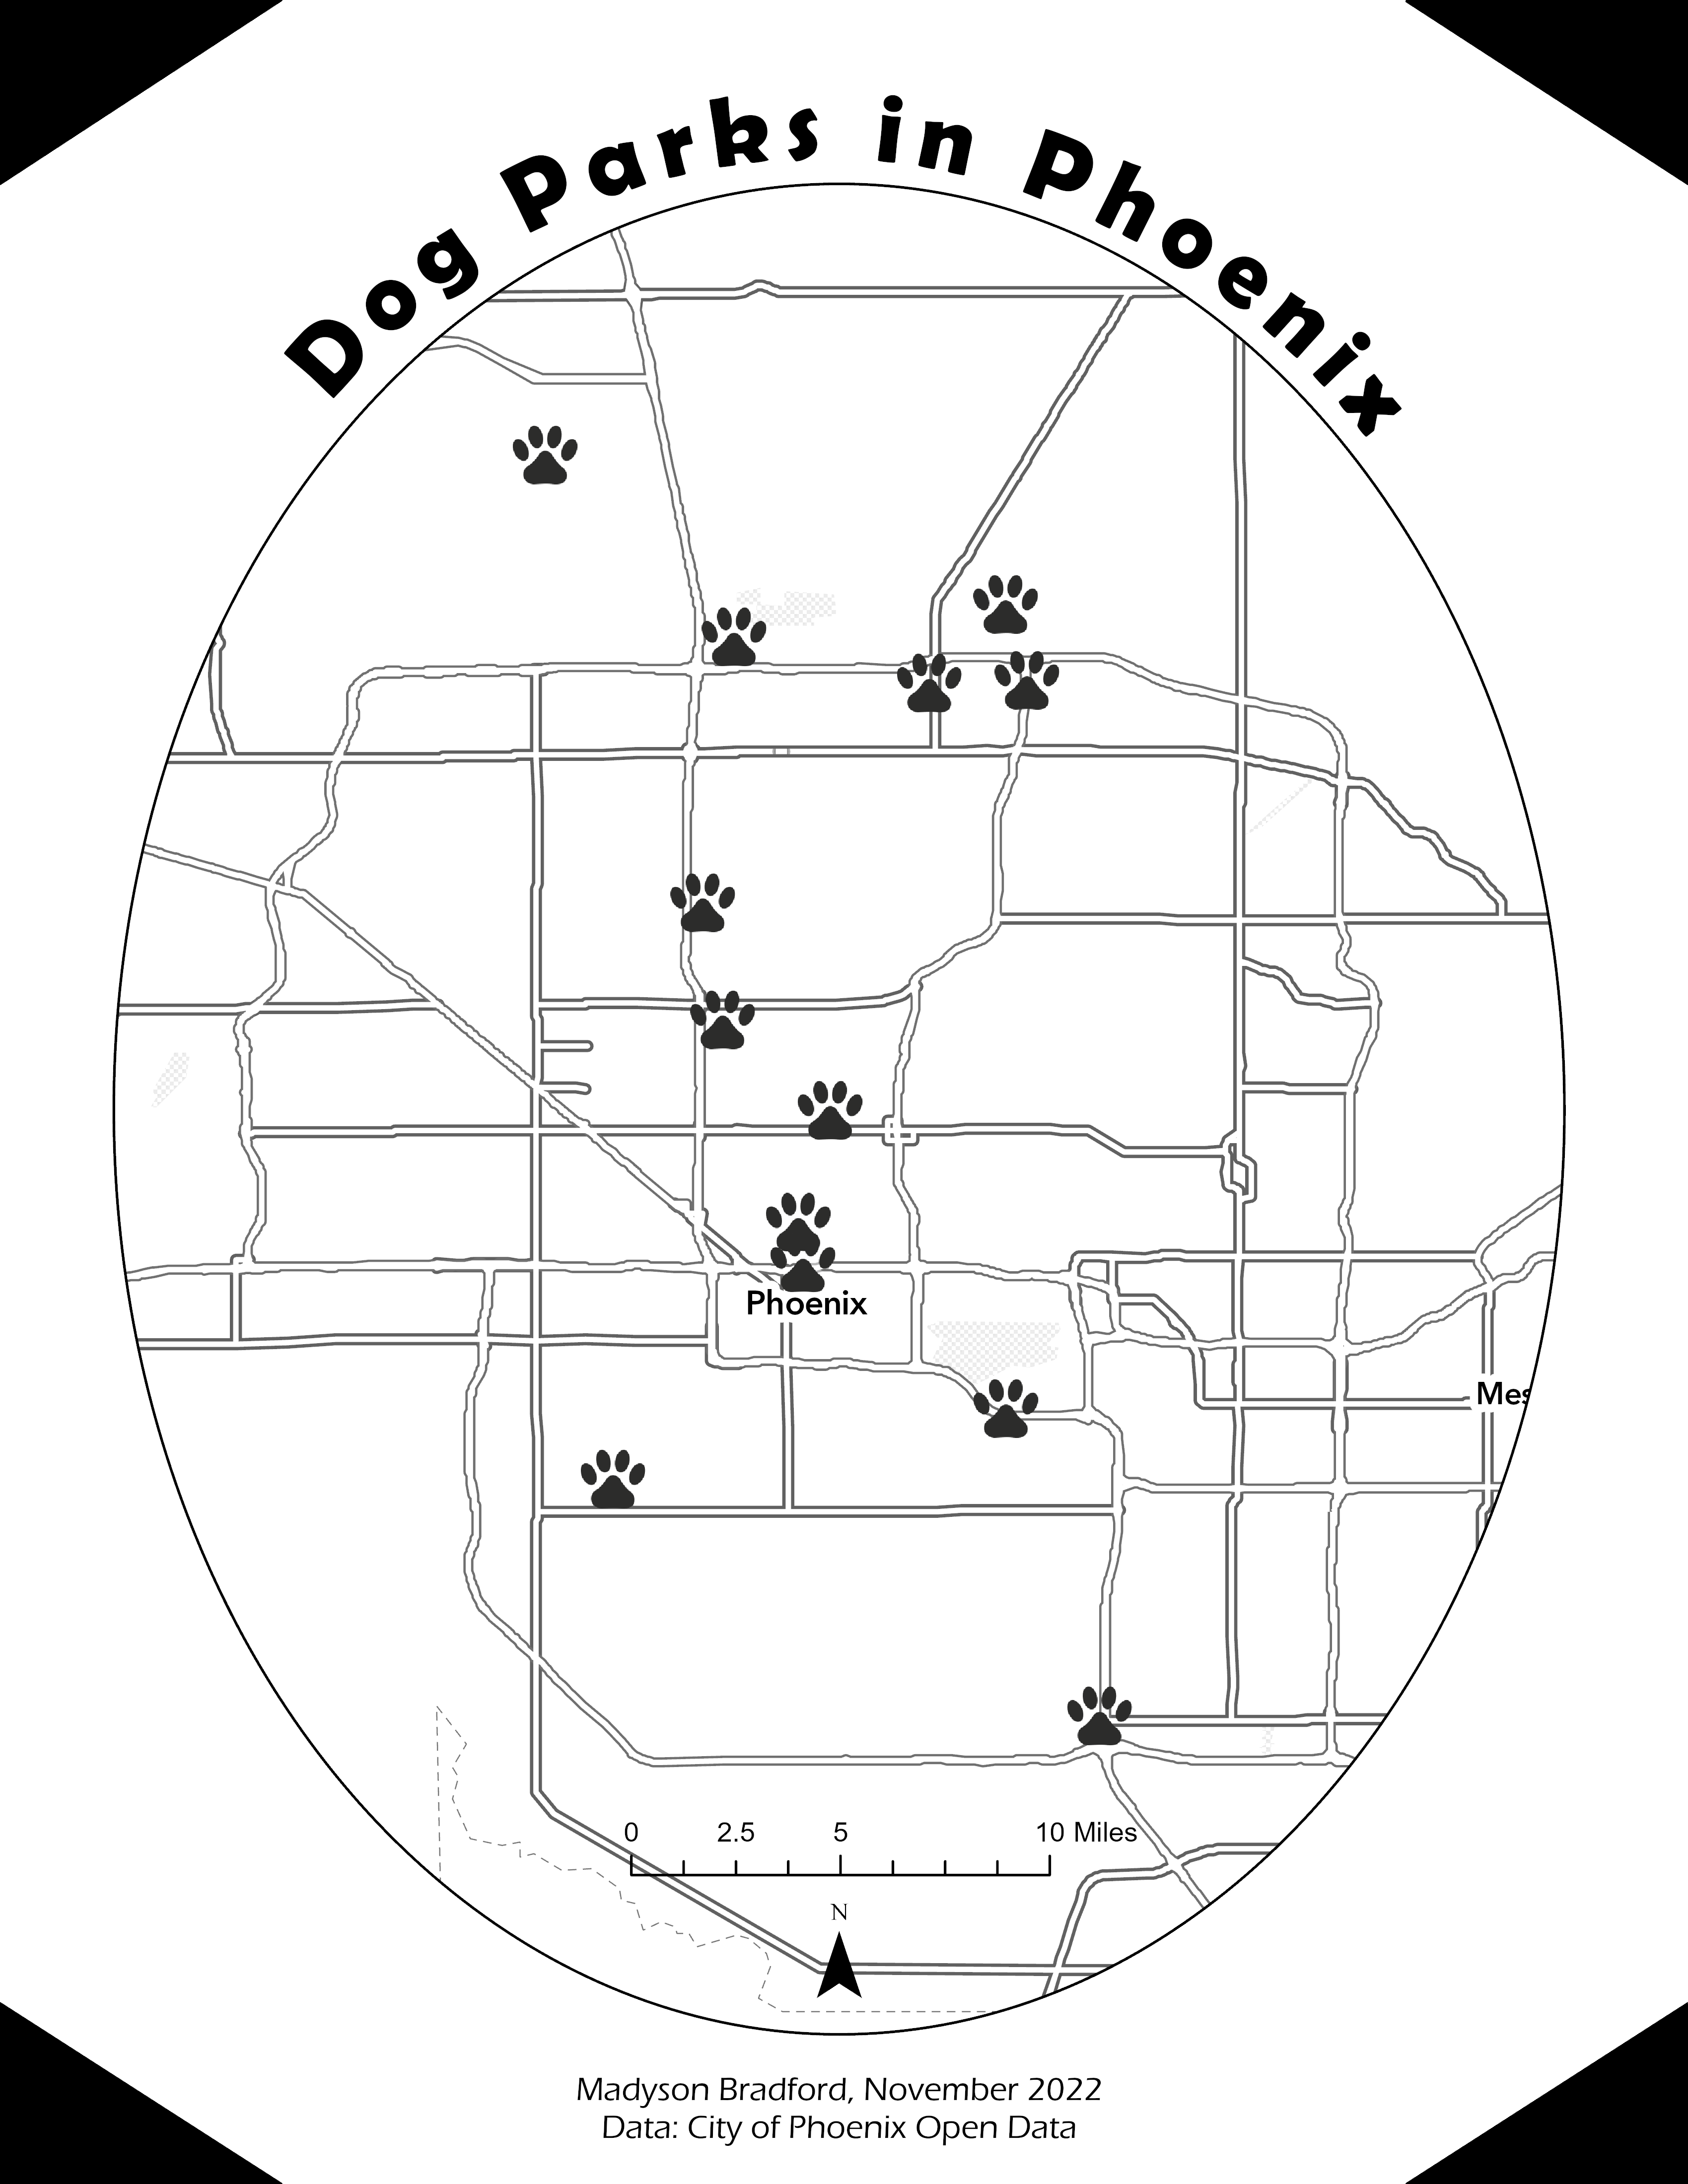 Dog Parks in Phoenix
Phoenix
Mes
0 2.5 5 10 Miles
N
Madyson Bradford, November 2022
Data: City of Phoenix Open Data